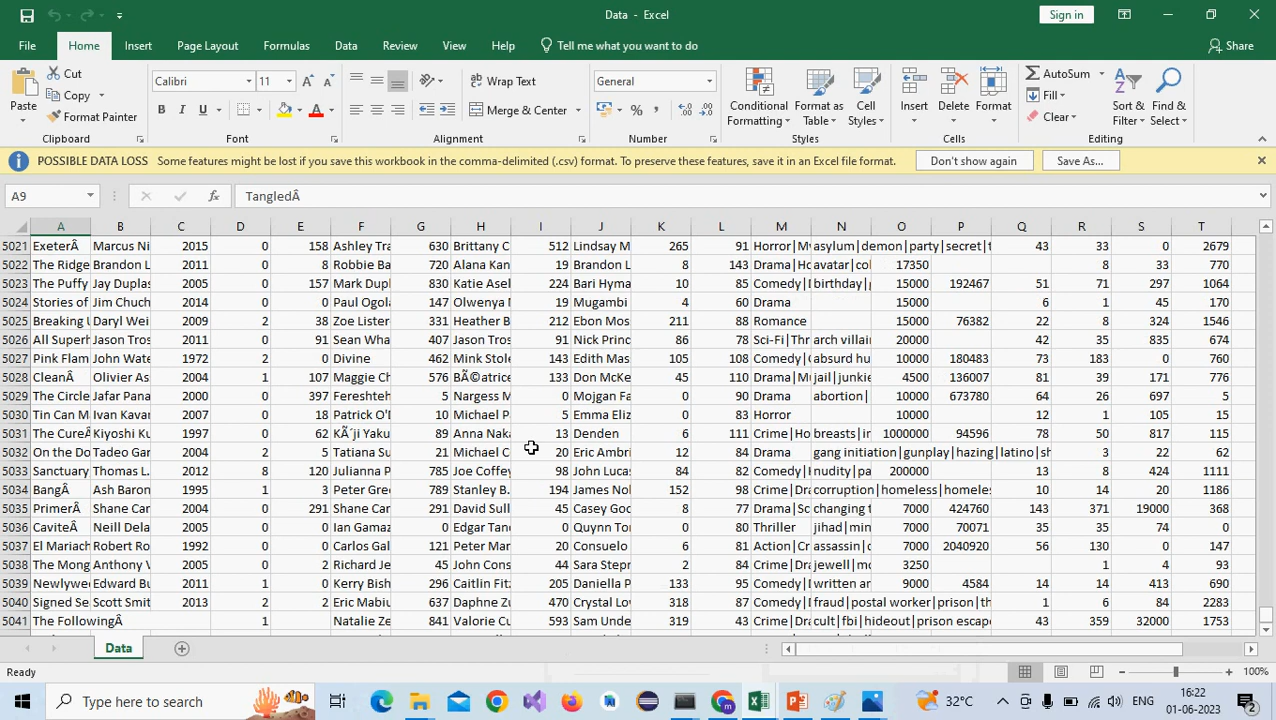 Data - Excel
Sign in
File Home Insert Page Layout Formulas Data Review View Help Tell me what you want to do Share
Paste Cut Copy Format Painter Clipboard
Calibri 11 A A B I U A Font
Wrap Text Merge & Center Alignment
General % , Number
Conditional Formatting Format as Table Cell Styles Styles
Insert Delete Format Cells
AutoSum Fill Clear Sort & Filter Find & Select Editing
POSSIBLE DATA LOSS Some features might be lost if you save this workbook in the comma-delimited (.csv) format. To preserve these features, save it in an Excel file format. Don't show again Save As...
A9 fx TangledÂ
A B C D E F G H I J K L M N O P Q R S T
5021 ExeterÂ Marcus Ni 2015 0 158 Ashley Tra 630 Brittany C 512 Lindsay M 265 91 Horror|My asylum|demon|party|secret|t 43 33 0 2679
5022 The Ridge Brandon L 2011 0 8 Robbie Ba 720 Alana Kan 19 Brandon L 8 143 Drama|Ho avatar|col 17350 8 33 770
5023 The Puffy Jay Duplas 2005 0 157 Mark Dup 830 Katie Asel 224 Bari Hyma 10 85 Comedy| birthday|g 15000 192467 51 71 297 1064
5024 Stories of Jim Chuch 2014 0 0 Paul Ogol 147 Olwenya 19 Mugambi 4 60 Drama 15000 6 1 45 170
5025 Breaking U Daryl Wei 2009 2 38 Zoe Lister 331 Heather B 212 Ebon Mos 211 88 Romance 15000 76382 22 8 324 1546
5026 All Superh Jason Tros 2011 0 91 Sean Wha 487 Jason Tros 91 Nick Princ 86 78 Sci-Fi|Thr arch villain 20000 42 35 835 674
5027 Pink Flam John Wate 1972 2 0 Divine 462 Mink Stole 143 Edith Mas 105 108 Comedy|C absurd hu 10000 180483 73 183 0 760
5028 CleanÂ Olivier As 2004 1 107 Maggie Ch 576 BÃ©atrice 133 Don McKe 45 110 Drama|Mu jail|junkie 4500 136007 81 39 171 776
5029 The Circle Jafar Pana 2000 0 397 Fereshteh 5 Nargess M 0 Mojgan 0 90 Drama abortion| 10000 673780 64 26 697 5
5030 Tin Can M Ivan Kavar 2007 0 18 Patrick O'I 10 Michael P 5 Emma Eliz 0 83 Horror 10000 12 1 105 15
5031 The CureÂ Kiyoshi Ku 1997 0 62 KÃ´ji Yaku 89 Anna Naka 13 Denden 6 111 Crime|Ho breasts|in 1000000 94596 78 50 817 115
5032 On the Do Tadeo Gar 2004 2 5 Tatiana Su 21 Michael C 20 Eric Ambri 12 84 Drama gang initiation|gunplay|hazing|latino|sh 3 22 62
5033 Sanctuary Thomas L. 2012 8 120 Julianna P 785 Joe Coffey 98 John Lucas 84 82 Comedy|H nudity|pa 200000 13 8 424 1111
5034 BangÂ Ash Baron 1995 1 3 Peter Gre 789 Stanley B. 194 James Nol 152 98 Crime|Dra corruption|homeless|homeles 10 14 20 1186
5035 PrimerÂ Shane Car 2004 0 291 Shane Car 291 David Sull 45 Casey Goo 8 77 Drama|Sc changing t 7000 424760 143 371 19000 368
5036 CaviteÂ Neill Dela 2005 0 0 Ian Gamaz 0 Edgar Tan 0 Quynn Ton 0 80 Thriller jihad|min 7000 70071 35 35 74 0
5037 El Mariach Robert Ro 1992 0 0 Carlos Gal 121 Peter Mar 20 Consuelo 6 81 Action|Cr assassin|d 7000 2040920 56 130 0 147
5038 The Mong Anthony V 2005 0 2 Richard Je 45 John Cons 44 Sara Stepn 2 84 Crime|Dra jewell|mo 3250 1 4 93
5039 Newlywe Edward Bu 2011 1 0 Kerry Bish 296 Caitlin Fitz 205 Daniella P 133 95 Comedy|D written an 9000 4584 14 14 413 690
5040 Signed Se Scott Smit 2013 2 2 Eric Mabiu 637 Daphne Zu 470 Crystal Lo 318 87 Comedy|D fraud|postal worker|prison|th 1 6 84 2283
5041 The FollowingÂ 1 Natalie Ze 841 Valorie Cu 593 Sam Unde 319 43 Crime|Dra cult|fbi|hideout|prison escape 43 359 32000 1753
Data
Ready 100%
Type here to search 32°C ENG 16:22 01-06-2023 2